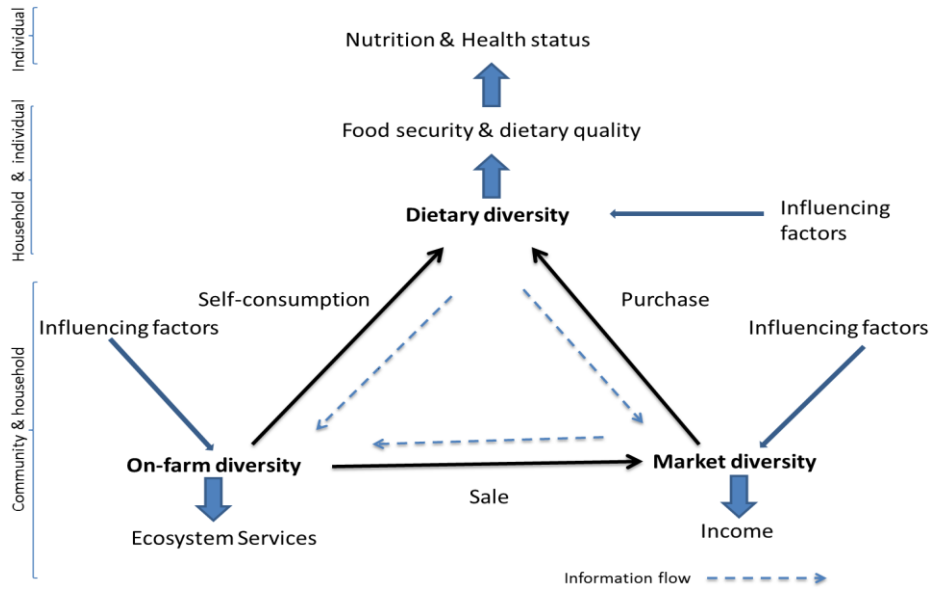 Individual
Nutrition & Health status
Household & individual
Food security & dietary quality
Dietary diversity
Influencing
factors
Community & household
Self-consumption
Purchase
Influencing factors
Influencing factors
On-farm diversity
Market diversity
Sale
Ecosystem Services
Income
Information flow